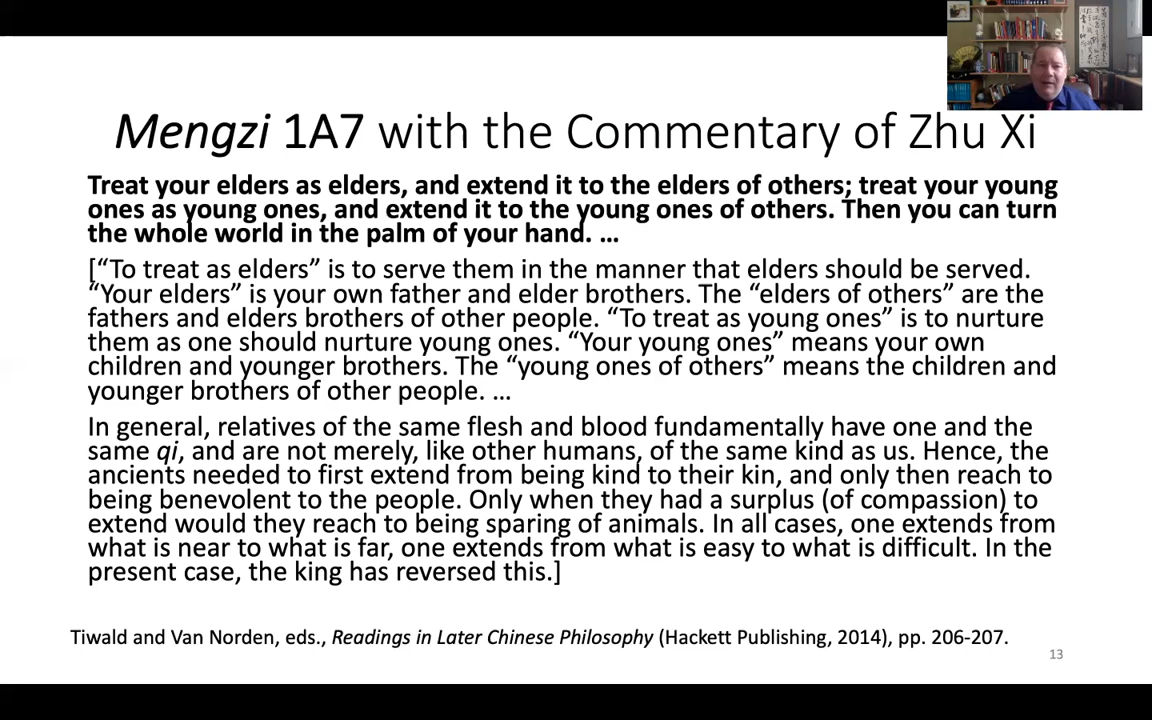 Mengzi 1A7 with the Commentary of Zhu Xi
Treat your elders as elders, and extend it to the elders of others; treat your young
ones as young ones, and extend it to the young ones of others. Then you can turn
the whole world in the palm of your hand. ...
[“To treat as elders” is to serve them in the manner that elders should be served.
“Your elders” is your own father and elder brothers. The “elders of others” are the
fathers and elders brothers of other people. “To treat as young ones” is to nurture
them as one should nurture young ones. “Your young ones” means your own
children and younger brothers. The “young ones of others” means the children and
younger brothers of other people. ...
In general, relatives of the same flesh and blood fundamentally have one and the
same qi, and are not merely, like other humans, of the same kind as us. Hence, the
ancients needed to first extend from being kind to their kin, and only then reach to
being benevolent to the people. Only when they had a surplus (of compassion) to
extend would they reach to being sparing of animals. In all cases, one extends from
what is near to what is far, one extends from what is easy to what is difficult. In the
present case, the king has reversed this.]
Tiwald and Van Norden, eds., Readings in Later Chinese Philosophy (Hackett Publishing, 2014), pp. 206-207.
13